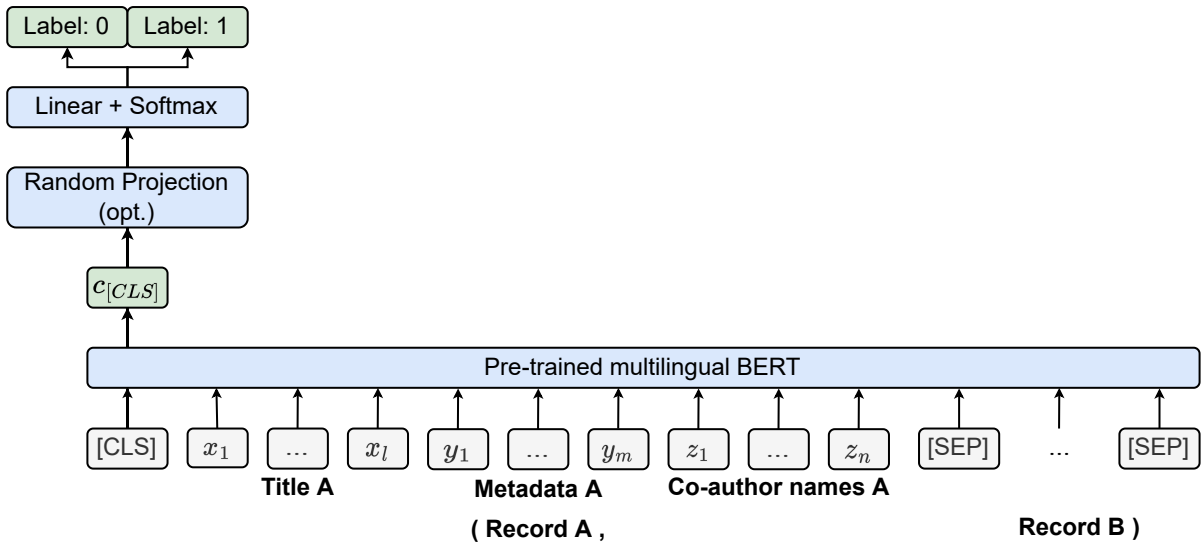 Label: 0 Label: 1
Linear + Softmax
Random Projection
(opt.)
c[CLS]
Pre-trained multilingual BERT
[CLS] x1 ... xl y1 ... ym z1 ... zn [SEP] ... [SEP]
Title A Metadata A Co-author names A
( Record A , Record B )